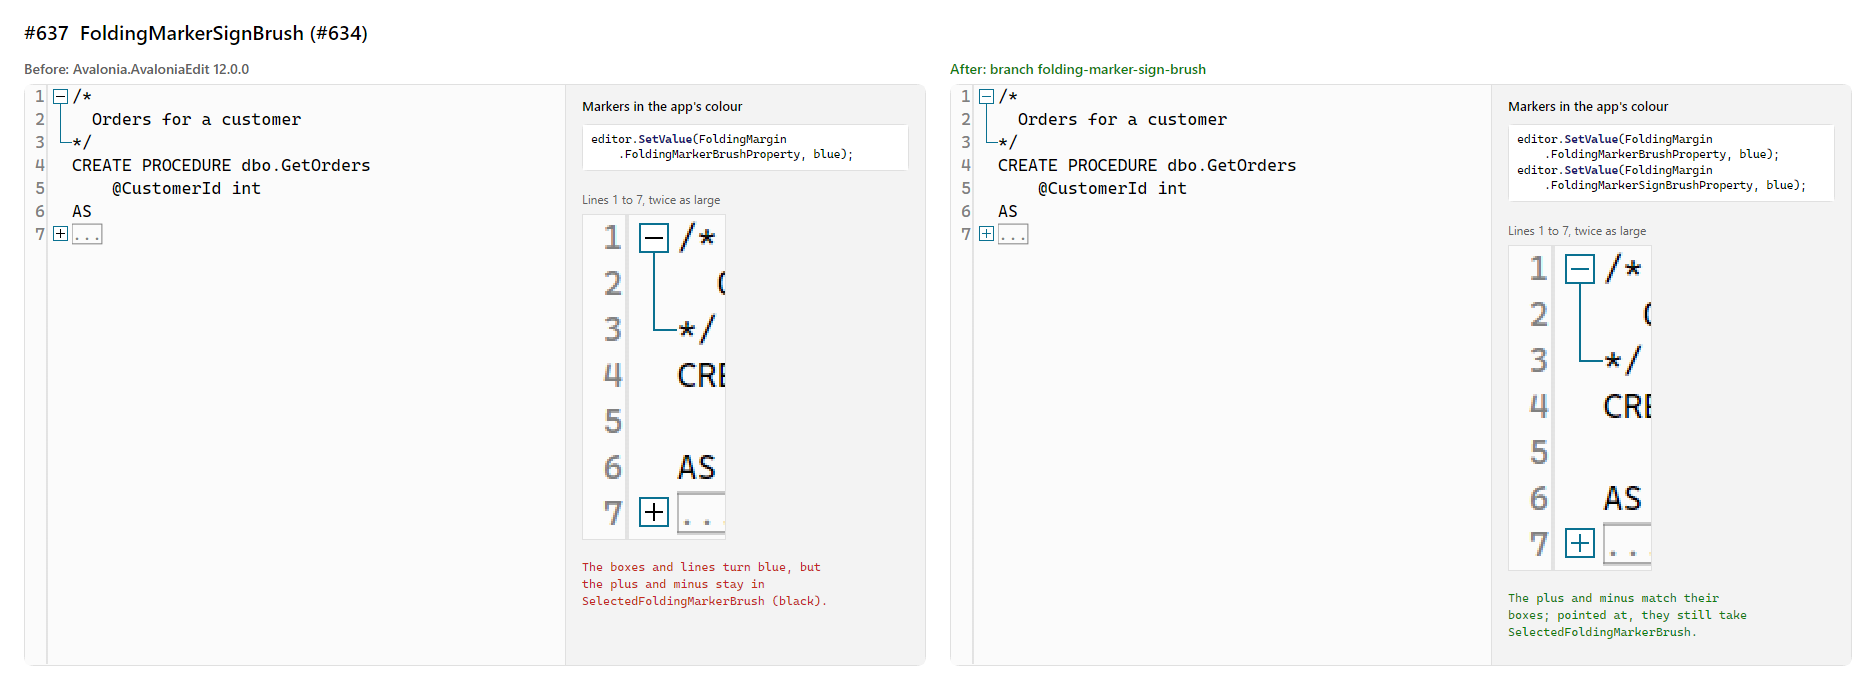 #637 FoldingMarkerSignBrush (#634)
Before: Avalonia.AvaloniaEdit 12.0.0
1 /*
2 Orders for a customer
3 */
4 CREATE PROCEDURE dbo.GetOrders
5 @CustomerId int
6 AS
7 ...
Markers in the app's colour
editor.SetValue(FoldingMargin
.FoldingMarkerBrushProperty, blue);
Lines 1 to 7, twice as large
1 /*
2
3 */
4 CRE
5
6 AS
7 ...
The boxes and lines turn blue, but
the plus and minus stay in
SelectedFoldingMarkerBrush (black).
After: branch folding-marker-sign-brush
1 /*
2 Orders for a customer
3 */
4 CREATE PROCEDURE dbo.GetOrders
5 @CustomerId int
6 AS
7 ...
Markers in the app's colour
editor.SetValue(FoldingMargin
.FoldingMarkerBrushProperty, blue);
editor.SetValue(FoldingMargin
.FoldingMarkerSignBrushProperty, blue);
Lines 1 to 7, twice as large
1 /*
2
3 */
4 CRE
5
6 AS
7 ...
The plus and minus match their
boxes; pointed at, they still take
SelectedFoldingMarkerBrush.